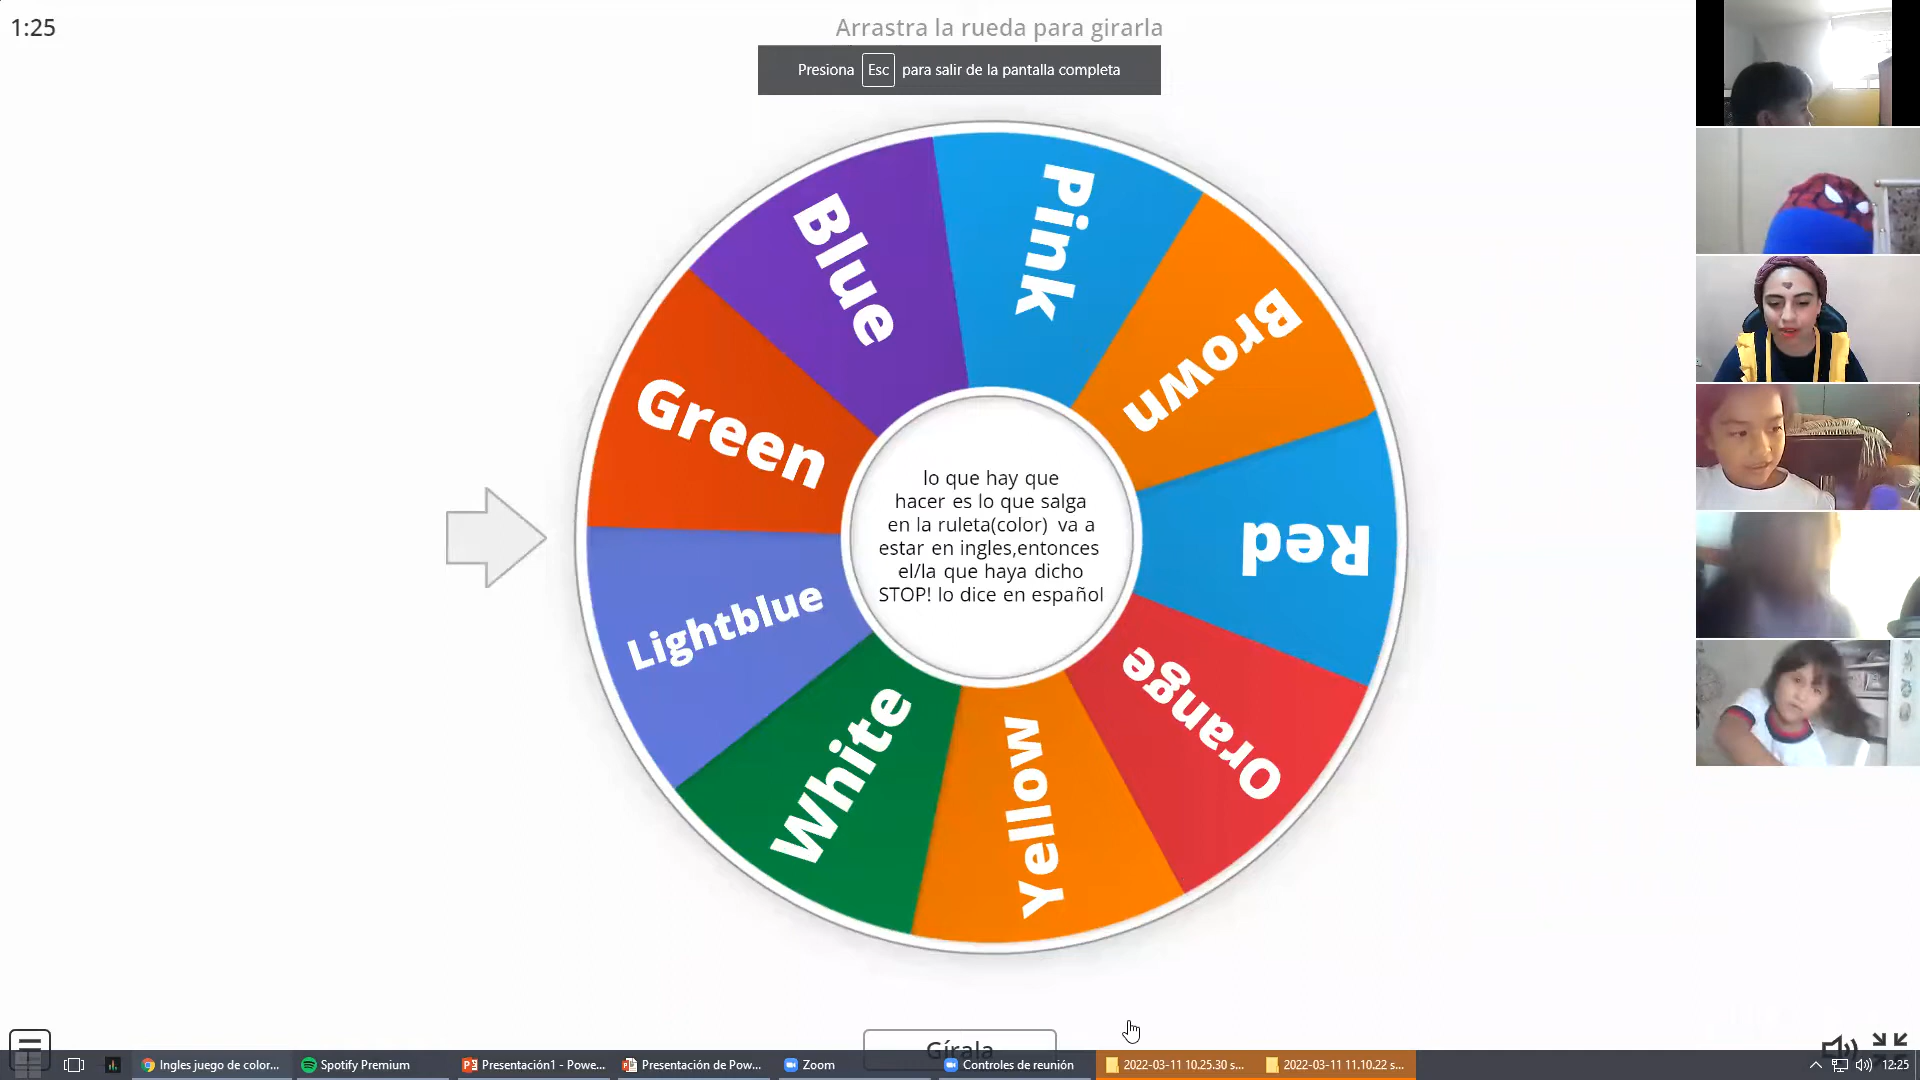 1:25
Arrastra la rueda para girarla
Presiona Esc para salir de la pantalla completa
Pink
Blue
Brown
Green
Red
lo que hay que
hacer es lo que salga
en la ruleta(color) va a
estar en ingles,entonces
el/la que haya dicho
STOP! lo dice en español
Lightblue
Orange
White
Yellow
Gírala
Ingles juego de color...
Spotify Premium
Presentación1 - Powe...
Presentación de Pow...
Zoom
Controles de reunión
2022-03-11 10.25.30 s...
2022-03-11 11.10.22 s...
12:25